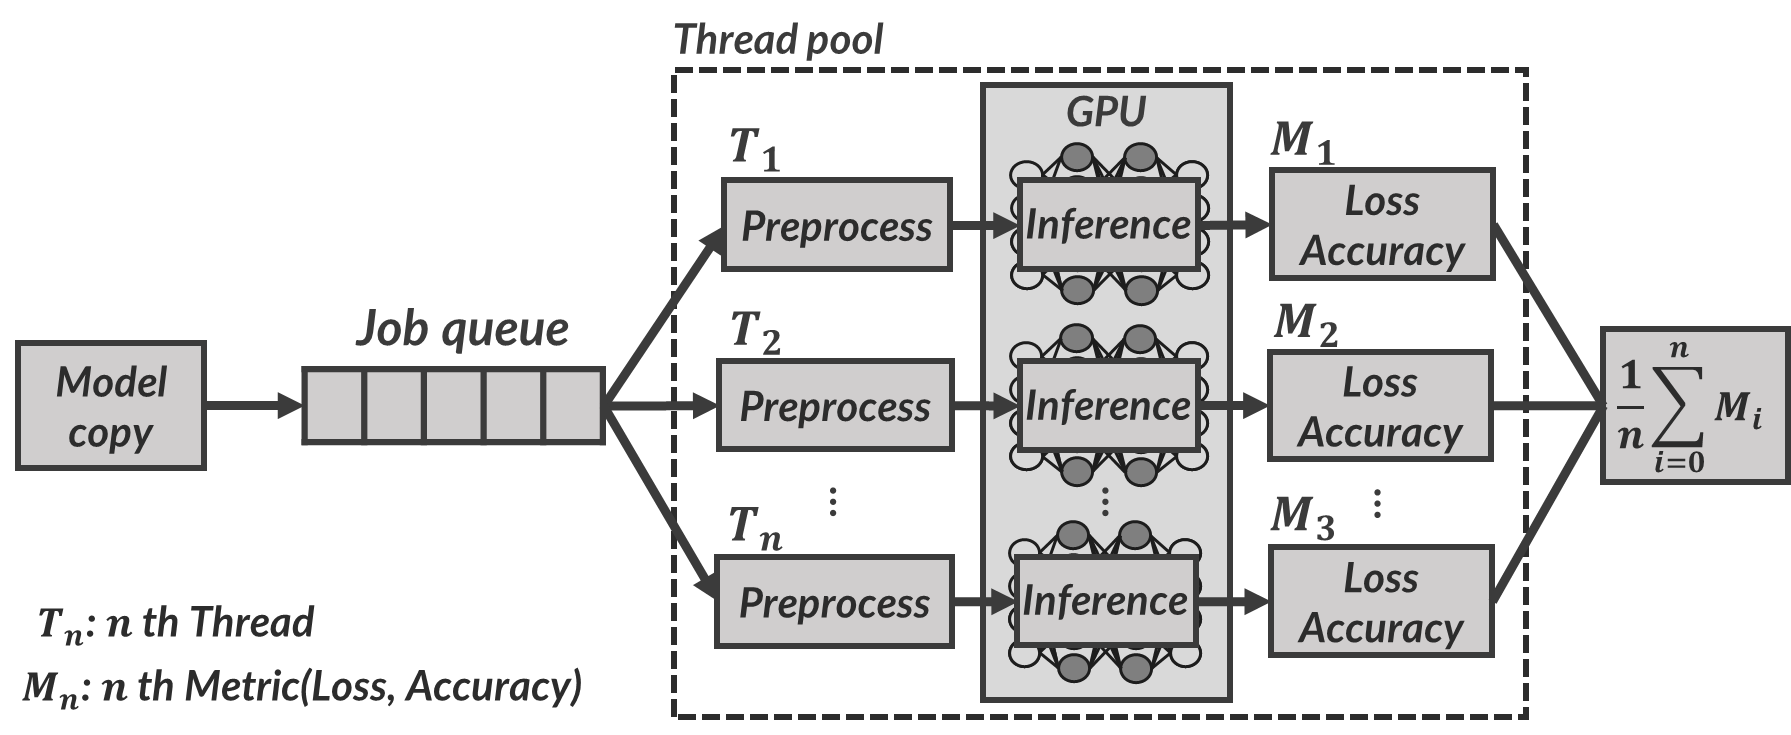 Thread pool
GPU
T1
M1
Preprocess
Inference
Loss
Accuracy
Job queue
T2
M2
Model
copy
Preprocess
Inference
Loss
Accuracy
1/n ∑ n i=0 Mi
⋮
⋮
⋮
Tn
M3
Preprocess
Inference
Loss
Accuracy
Tn: n th Thread
Mn: n th Metric(Loss, Accuracy)